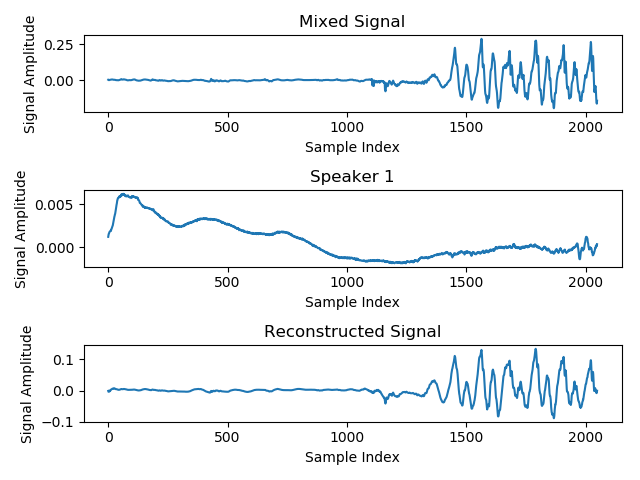 Mixed Signal
Signal Amplitude
0.25
0.00
0 500 1000 1500 2000
Sample Index
Speaker 1
Signal Amplitude
0.005
0.000
0 500 1000 1500 2000
Sample Index
Reconstructed Signal
Signal Amplitude
0.1
0.0
−0.1
0 500 1000 1500 2000
Sample Index